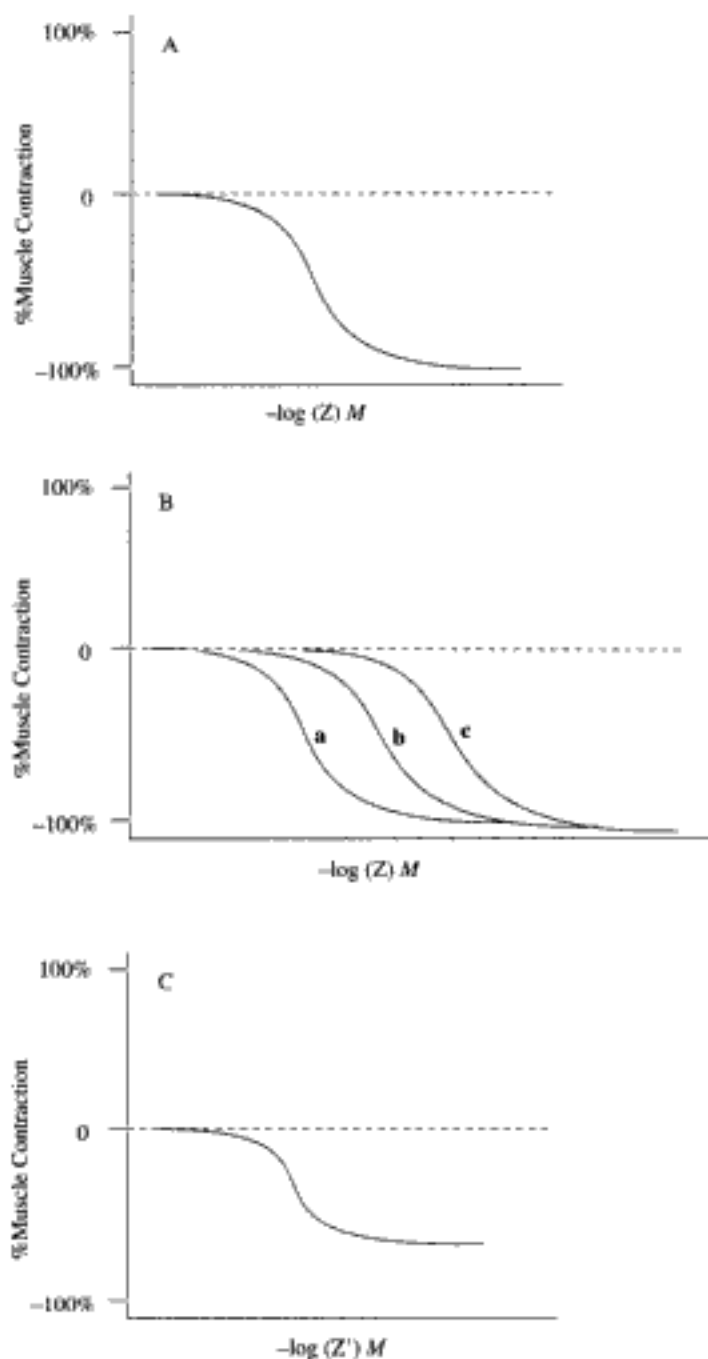 100%
A
%Muscle Contraction
0
–100%
–log (Z) M
100%
B
%Muscle Contraction
0
a
b
c
–100%
–log (Z) M
100%
C
%Muscle Contraction
0
–100%
–log (Z') M